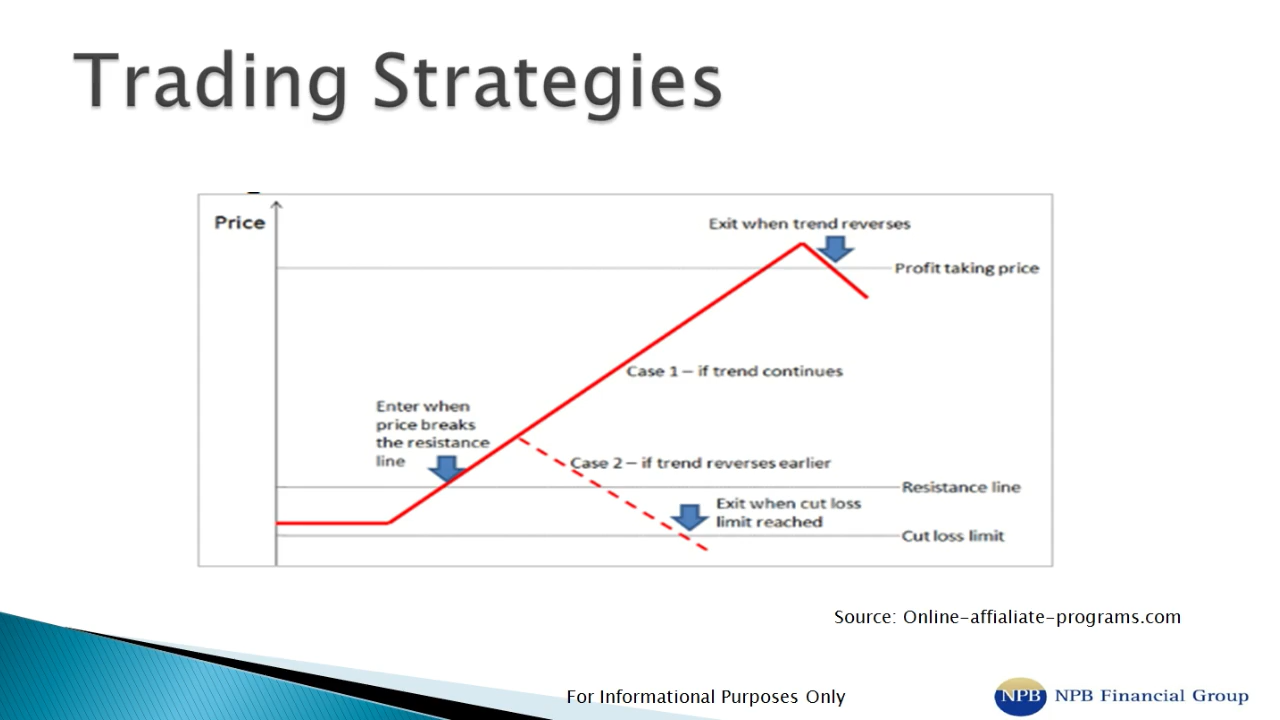 Trading Strategies
Price
Exit when trend reverses
Profit taking price
Case 1 – if trend continues
Enter when
price breaks
the resistance
line
Case 2 – if trend reverses earlier
Resistance line
Exit when cut loss
limit reached
Cut loss limit
Source: Online-affialiate-programs.com
For Informational Purposes Only
NPB NPB Financial Group